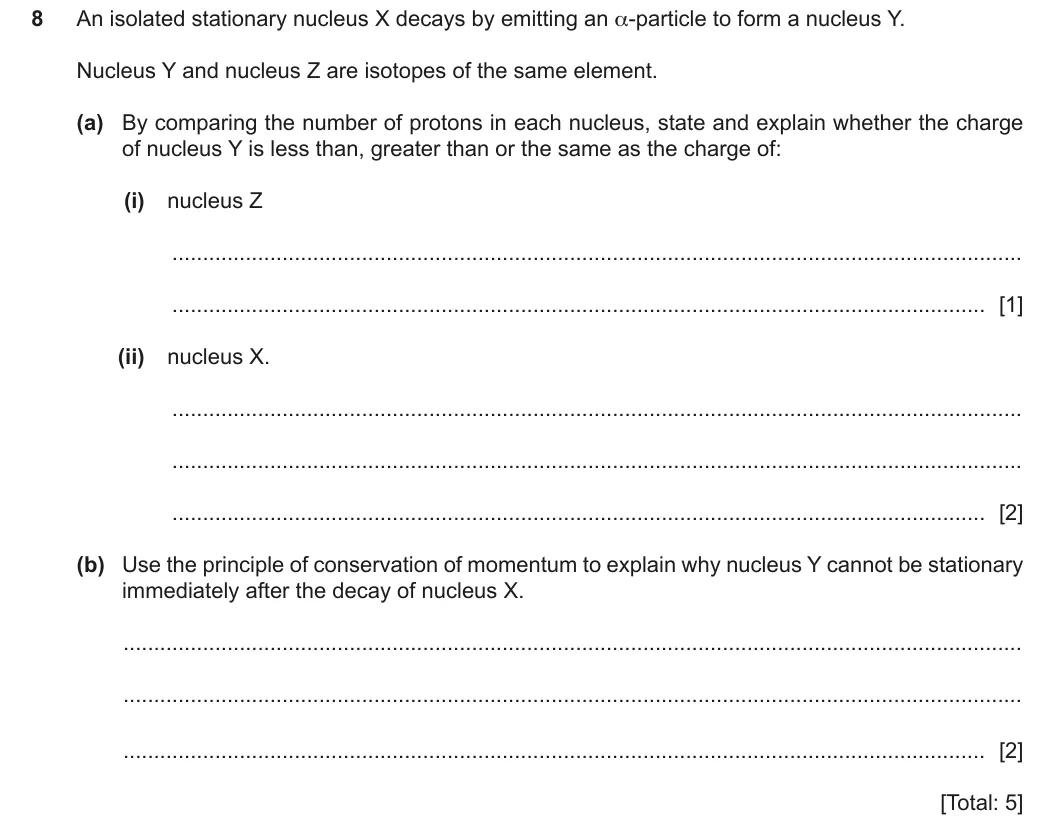 8 An isolated stationary nucleus X decays by emitting an α-particle to form a nucleus Y.
Nucleus Y and nucleus Z are isotopes of the same element.
(a) By comparing the number of protons in each nucleus, state and explain whether the charge
of nucleus Y is less than, greater than or the same as the charge of:
(i) nucleus Z
...........................................................................................................................................
..................................................................................................................................... [1]
(ii) nucleus X.
...........................................................................................................................................
...........................................................................................................................................
..................................................................................................................................... [2]
(b) Use the principle of conservation of momentum to explain why nucleus Y cannot be stationary
immediately after the decay of nucleus X.
...................................................................................................................................................
...................................................................................................................................................
............................................................................................................................................. [2]
[Total: 5]